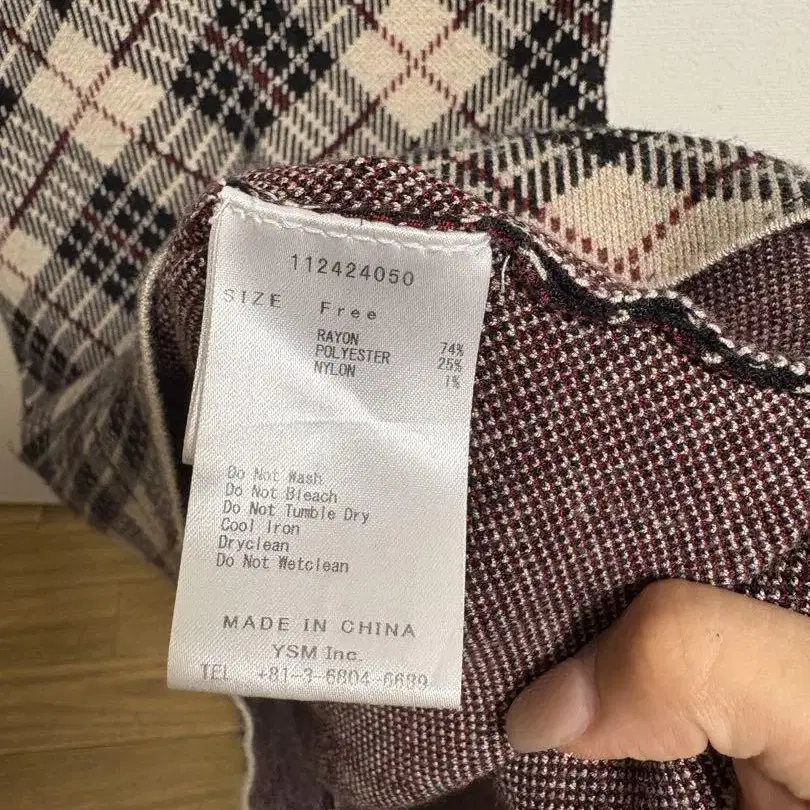 112424050
SIZE Free
RAYON 74%
POLYESTER 25%
NYLON 1%
Do Not Wash
Do Not Bleach
Do Not Tumble Dry
Cool Iron
Dryclean
Do Not Wetclean
MADE IN CHINA
YSM Inc.
TEL +81-3-6804-6689